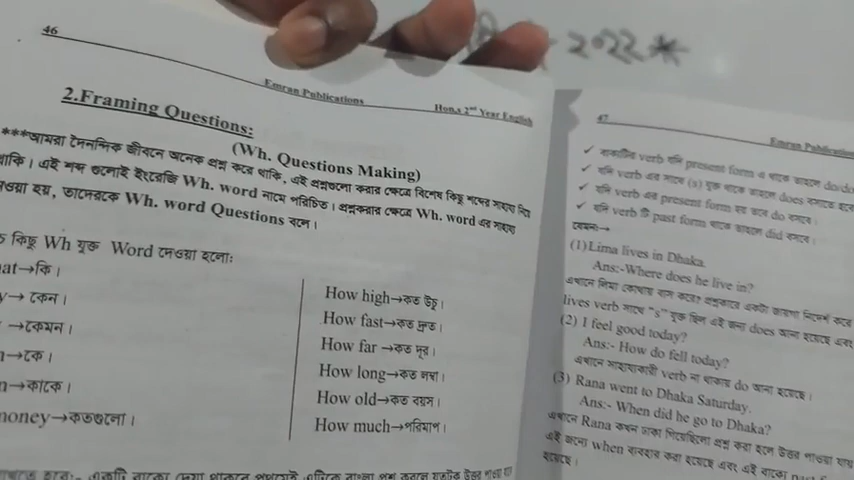 46
Emran Publications
Hon.s 2nd Year English
2.Framing Questions:
(Wh. Questions Making)
***আমরা দৈনন্দিক জীবনে অনেক প্রশ্ন করে থাকি, এই প্রশ্নগুলো করার ক্ষেত্রে বিশেষ কিছু শব্দের সাহায্য নিয়ে
থাকি। এই শব্দ গুলোই ইংরেজি Wh. word নামে পরিচিত। প্রশ্নকরার ক্ষেত্রে Wh. word এর সাহায্য
নেওয়া হয়, তাদেরকে Wh. word Questions বলে।
কিছু Wh যুক্ত Word দেওয়া হলোঃ
at→কি।
y→ কেন।
→কেমন।
→কে।
→কাকে।
money→কতগুলো।
How high→কত উঁচু।
How fast→কত দ্রুত।
How far →কত দূর।
How long→কত লম্বা।
How old→কত বয়স।
How much→পরিমাণ।
2022*
47
Emran Publication
✓ বাক্যটির verb যদি present form এ থাকে তাহলে do/do
✓ যদি verb এর সাথে (s) যুক্ত থাকে তাহলে does বসাতে হবে
✓ যদি verb এর present form হয় তবে do বসবে।
✓ যদি verb টি past form থাকে তাহলে did বসবে।
যেমনঃ→
(1) Lima lives in Dhaka.
Ans:-Where does he live in?
এখানে লিমা কোথায় বাস করে? প্রশ্নকরতে একটা জায়গা নির্দেশ করে
lives verb সাথে "s" যুক্ত ছিল এই জন্য does আনা হয়েছে এবং
(2) I feel good today?
Ans:- How do fell today?
এখানে সাহায্যকারী verb না থাকায় do আনা হয়েছে।
(3) Rana went to Dhaka Saturday.
Ans:- When did he go to Dhaka?
এখানে Rana কখন ঢাকা গিয়েছিলো প্রশ্ন করা হলে উত্তর পাওয়া যায়
এই জন্যে when ব্যবহার করা হয়েছে এবং এই বাক্যে past
হয়েছে।